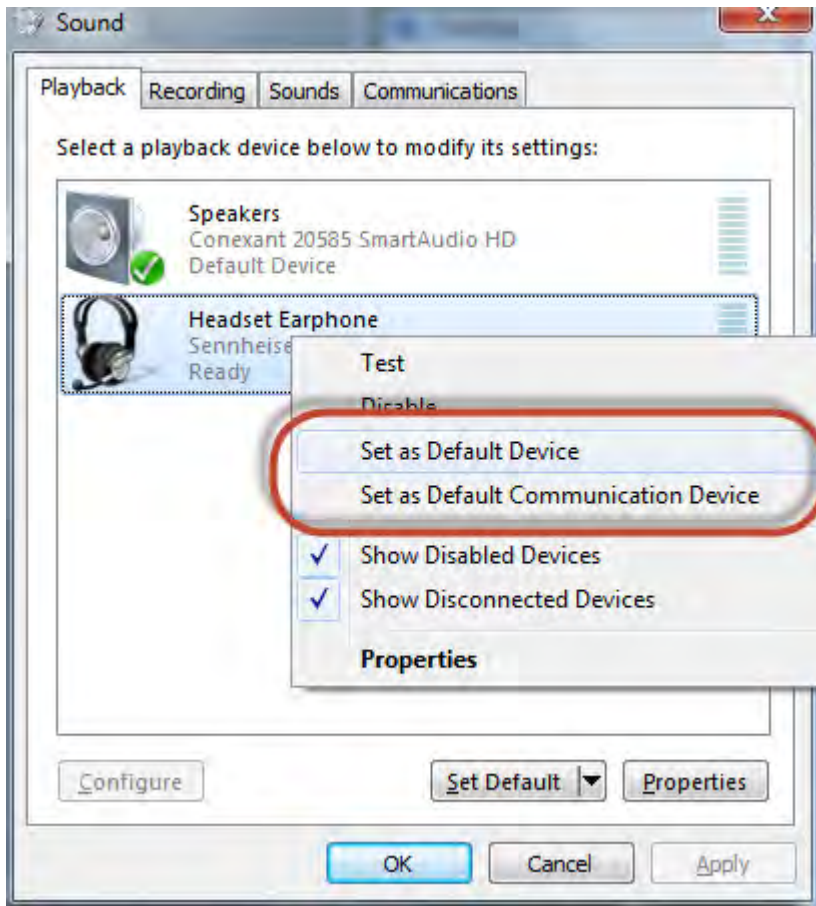 Sound
Playback Recording Sounds Communications
Select a playback device below to modify its settings:
Speakers
Conexant 20585 SmartAudio HD
Default Device
Headset Earphone
Ready
Test
Disable
Set as Default Device
Set as Default Communication Device
Show Disabled Devices
Show Disconnected Devices
Properties
Configure Set Default Properties
OK Cancel Apply